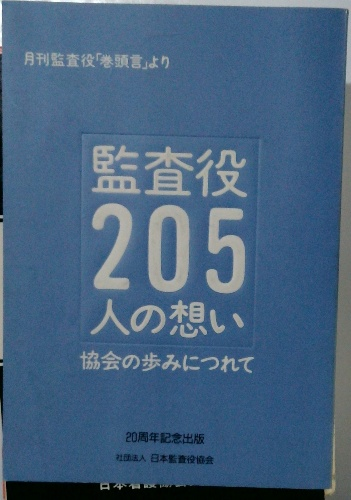 月刊監査役「巻頭言」より
監査役
205
人の想い
協会の歩みにつれて
20周年記念出版
社団法人 日本監査役協会